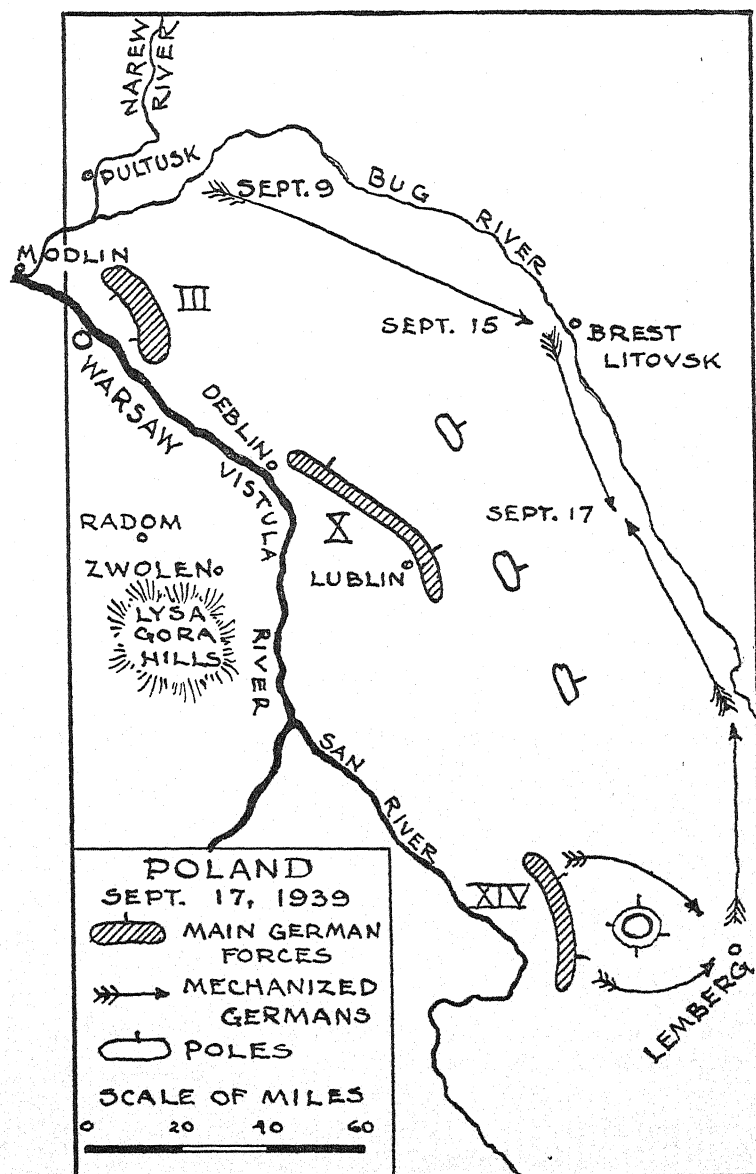 NAREW
RIVER
PULTUSK
SEPT. 9
BUG
RIVER
MODLIN
III
SEPT. 15
BREST
LITOVSK
WARSAW
DEBLIN
VISTULA
RIVER
X
SEPT. 17
RADOM
ZWOLEN
LUBLIN
LYSA
GORA
HILLS
SAN
RIVER
XIV
LEMBERG
POLAND
SEPT. 17, 1939
MAIN GERMAN
FORCES
MECHANIZED
GERMANS
POLES
SCALE OF MILES
0 20 40 60